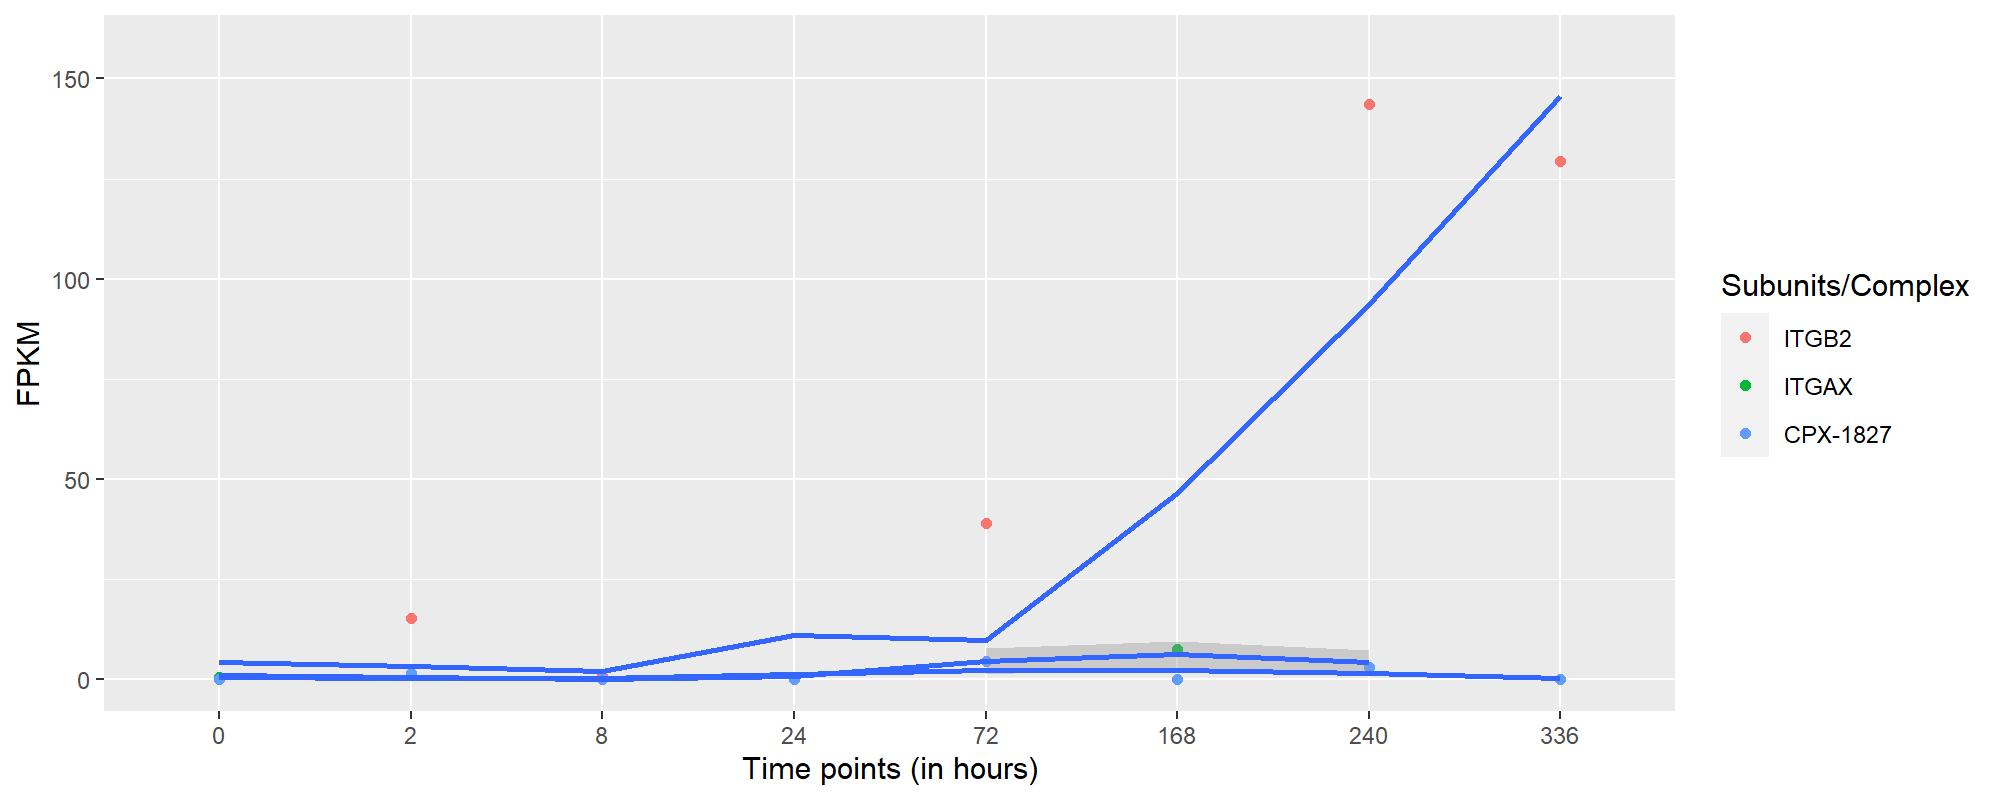 150
100
50
0
FPKM
0 2 8 24 72 168 240 336
Time points (in hours)
Subunits/Complex
ITGB2
ITGAX
CPX-1827